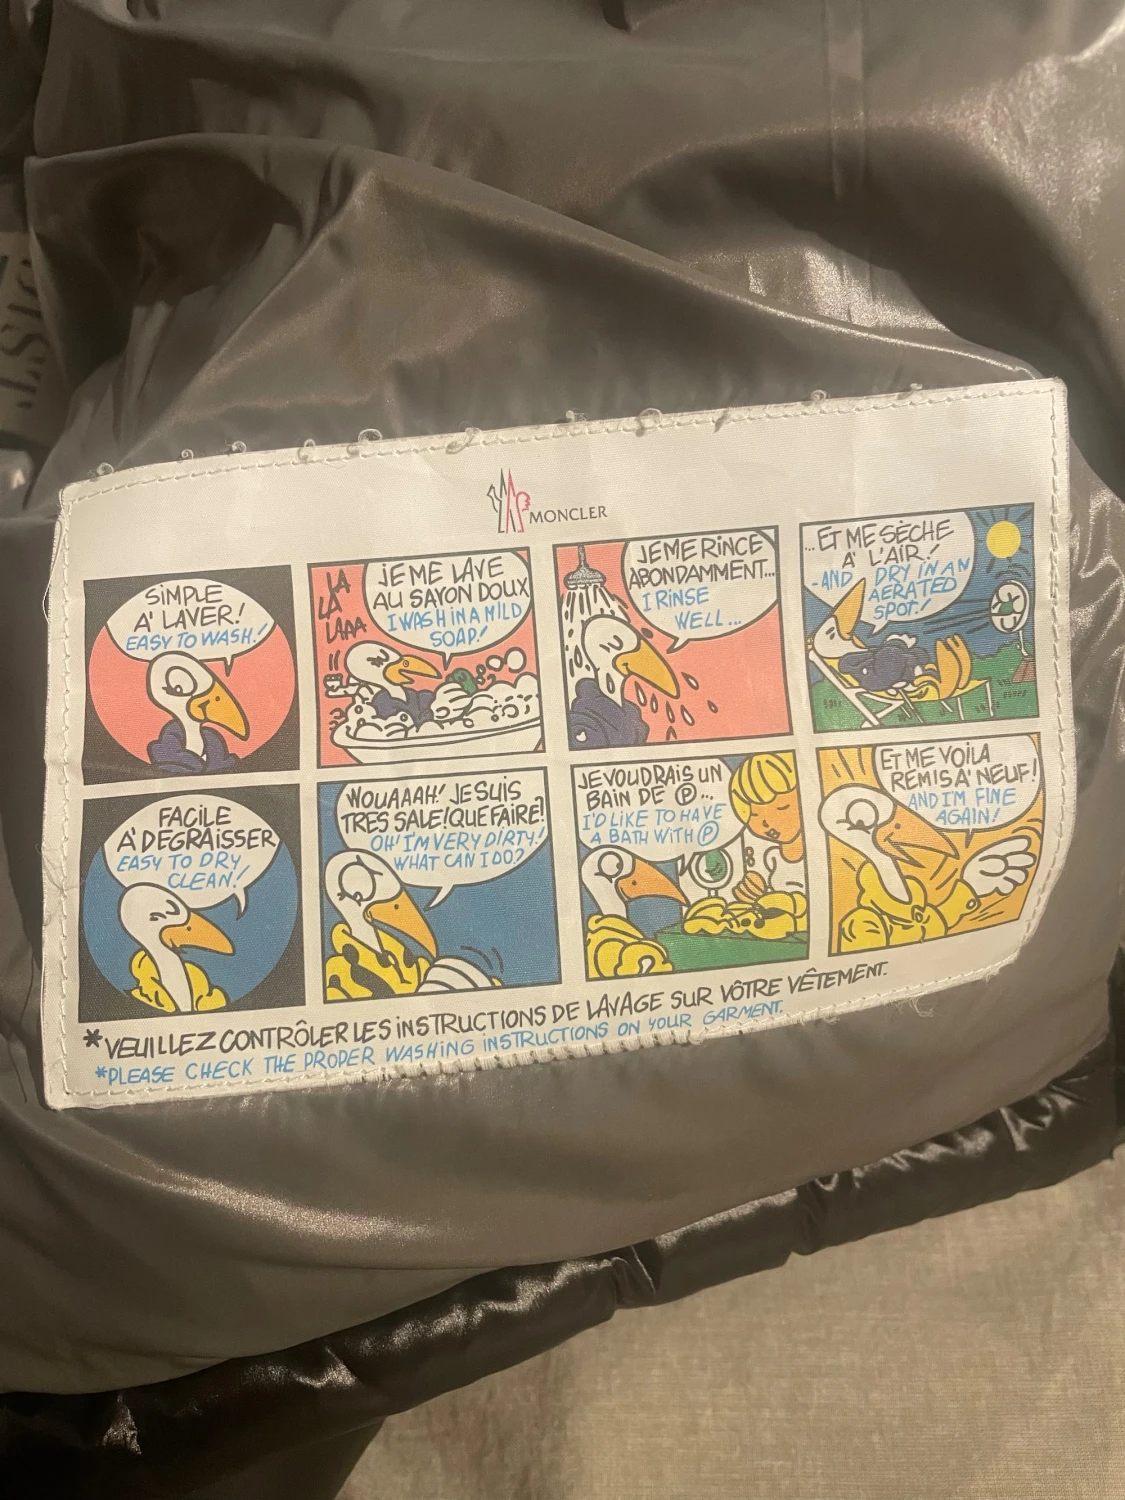 MONCLER
SIMPLE
A' LAVER!
EASY TO WASH!
LA
LA
LAAA
JE ME LAVE
AU SAVON DOUX
I WASH IN A MILD
SOAP!
JE ME RINCE
ABONDAMMENT...
I RINSE
WELL...
...ET ME SÈCHE
A' L'AIR!
-AND DRY IN AN
AERATED
SPOT!
FACILE
A' DEGRAISSER
EASY TO DRY
CLEAN!
WOUAAAH! JE SUIS
TRES SALE! QUE FAIRE!
OH! I'M VERY DIRTY!
WHAT CAN I DO?
JE VOUDRAIS UN
BAIN DE Ⓟ...
I'D LIKE TO HAVE
A BATH WITH Ⓟ
ET ME VOILA
REMIS A' NEUF!
AND I'M FINE
AGAIN!
*VEUILLEZ CONTRÔLER LES INSTRUCTIONS DE LAVAGE SUR VÔTRE VÊTEMENT.
*PLEASE CHECK THE PROPER WASHING INSTRUCTIONS ON YOUR GARMENT.